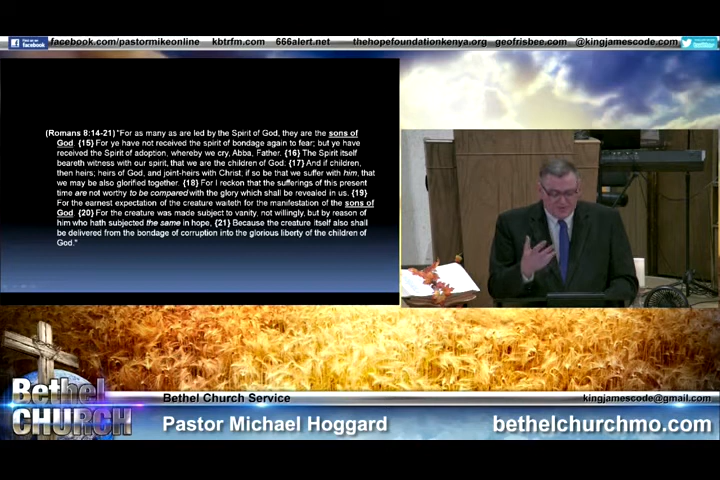 facebook.com/pastormikeonline kbtrfm.com 666alert.net thehopefoundationkenya.org geofrisbee.com @kingjamescode.com
(Romans 8:14-21) "For as many as are led by the Spirit of God, they are the sons of
God. {15} For ye have not received the spirit of bondage again to fear; but ye have
received the Spirit of adoption, whereby we cry, Abba, Father. {16} The Spirit itself
beareth witness with our spirit, that we are the children of God: {17} And if children,
then heirs; heirs of God, and joint-heirs with Christ; if so be that we suffer with him, that
we may be also glorified together. {18} For I reckon that the sufferings of this present
time are not worthy to be compared with the glory which shall be revealed in us. {19}
For the earnest expectation of the creature waiteth for the manifestation of the sons of
God. {20} For the creature was made subject to vanity, not willingly, but by reason of
him who hath subjected the same in hope, {21} Because the creature itself also shall
be delivered from the bondage of corruption into the glorious liberty of the children of
God."
Bethel
CHURCH
Bethel Church Service kingjamescode@gmail.com
Pastor Michael Hoggard bethelchurchmo.com